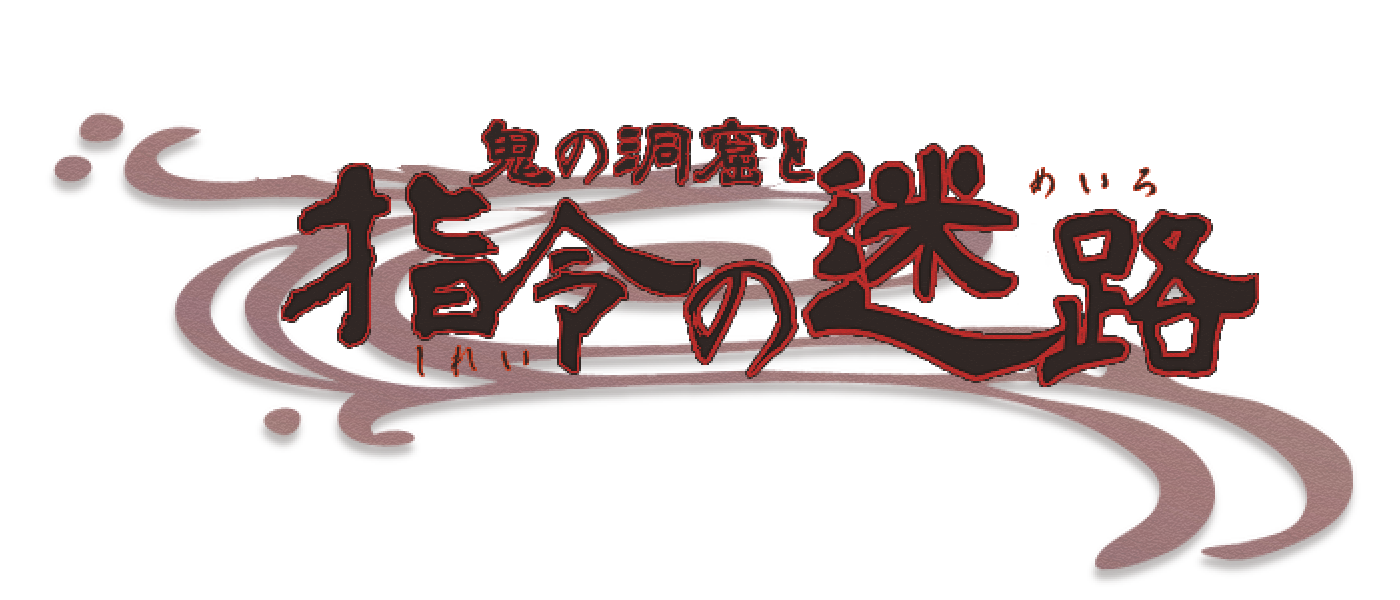 鬼の洞窟と
指令の迷路
しれい
めいろ